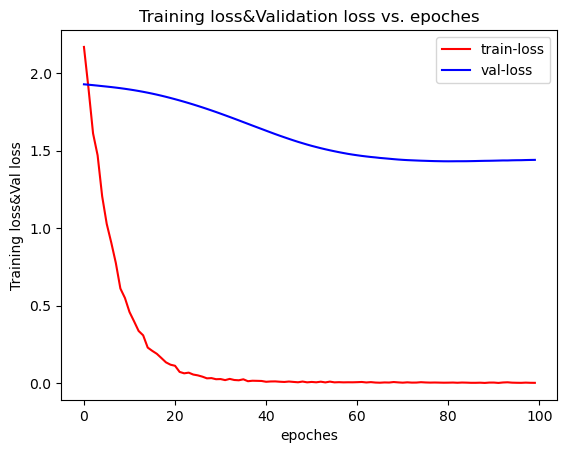 Training loss&Validation loss vs. epoches
train-loss
val-loss
Training loss&Val loss
2.0
1.5
1.0
0.5
0.0
0
20
40
60
80
100
epoches